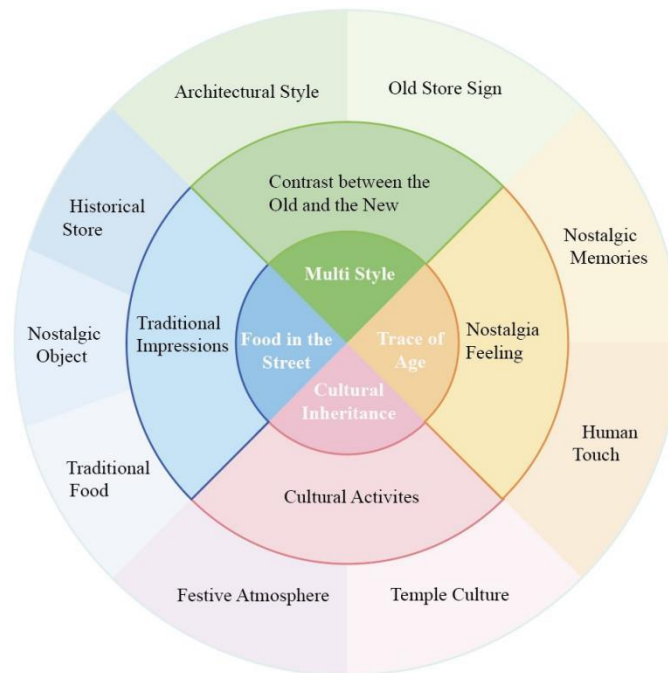 Architectural Style
Old Store Sign
Historical
Store
Contrast between the
Old and the New
Nostalgic
Memories
Multi Style
Nostalgic
Object
Traditional
Impressions
Food in the
Street
Trace of
Age
Nostalgia
Feeling
Cultural
Inheritance
Traditional
Food
Human
Touch
Cultural Activites
Festive Atmosphere
Temple Culture